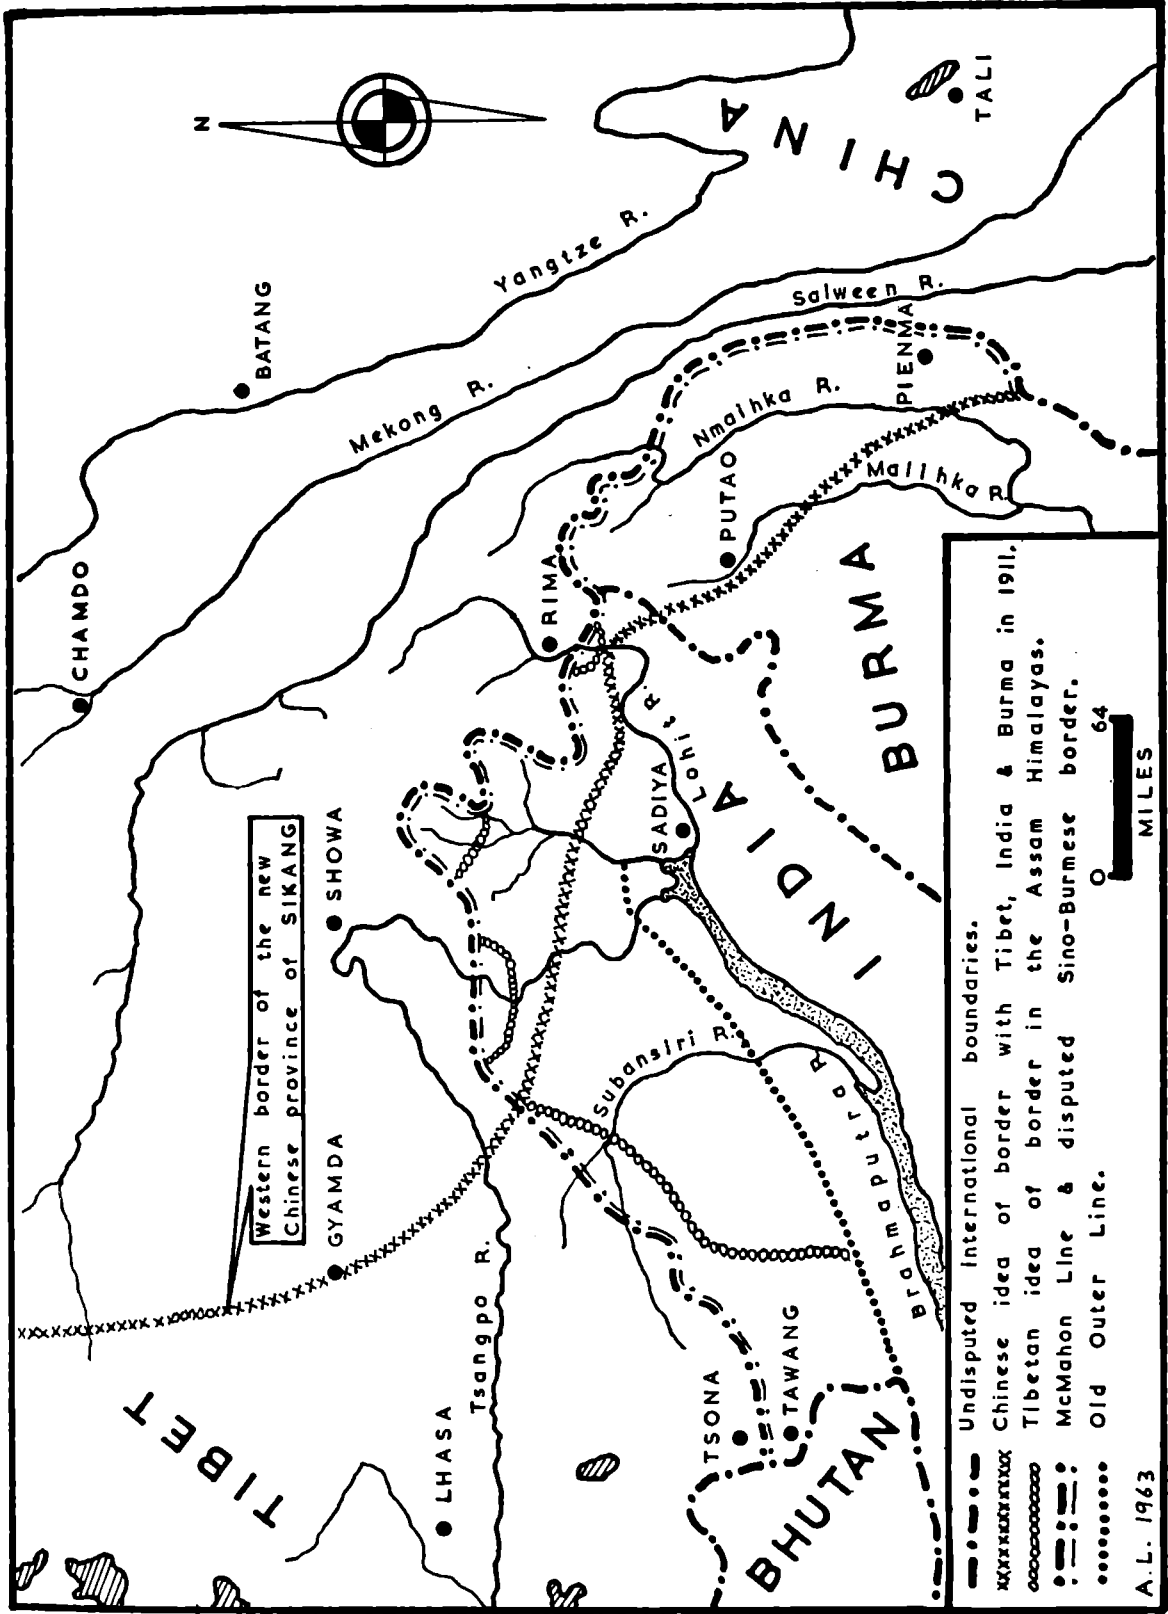 N
TIBET
CHINA
INDIA
BURMA
BHUTAN
CHAMDO
BATANG
TALI
Western border of the new
Chinese province of SIKANG
GYAMDA
SHOWA
RIMA
LHASA
TSONA
TAWANG
SADIYA
PUTAO
PIENMA
Tsangpo R.
Subansiri R.
Brahmaputra R.
Lohit R.
Yangtze R.
Mekong R.
Salween R.
Nmaihka R.
Malihka R.
Undisputed International boundaries.
Chinese idea of border with Tibet, India & Burma in 1911.
Tibetan idea of border in the Assam Himalayas.
McMahon Line & disputed Sino-Burmese border.
Old Outer Line.
0 64
MILES
A.L. 1963